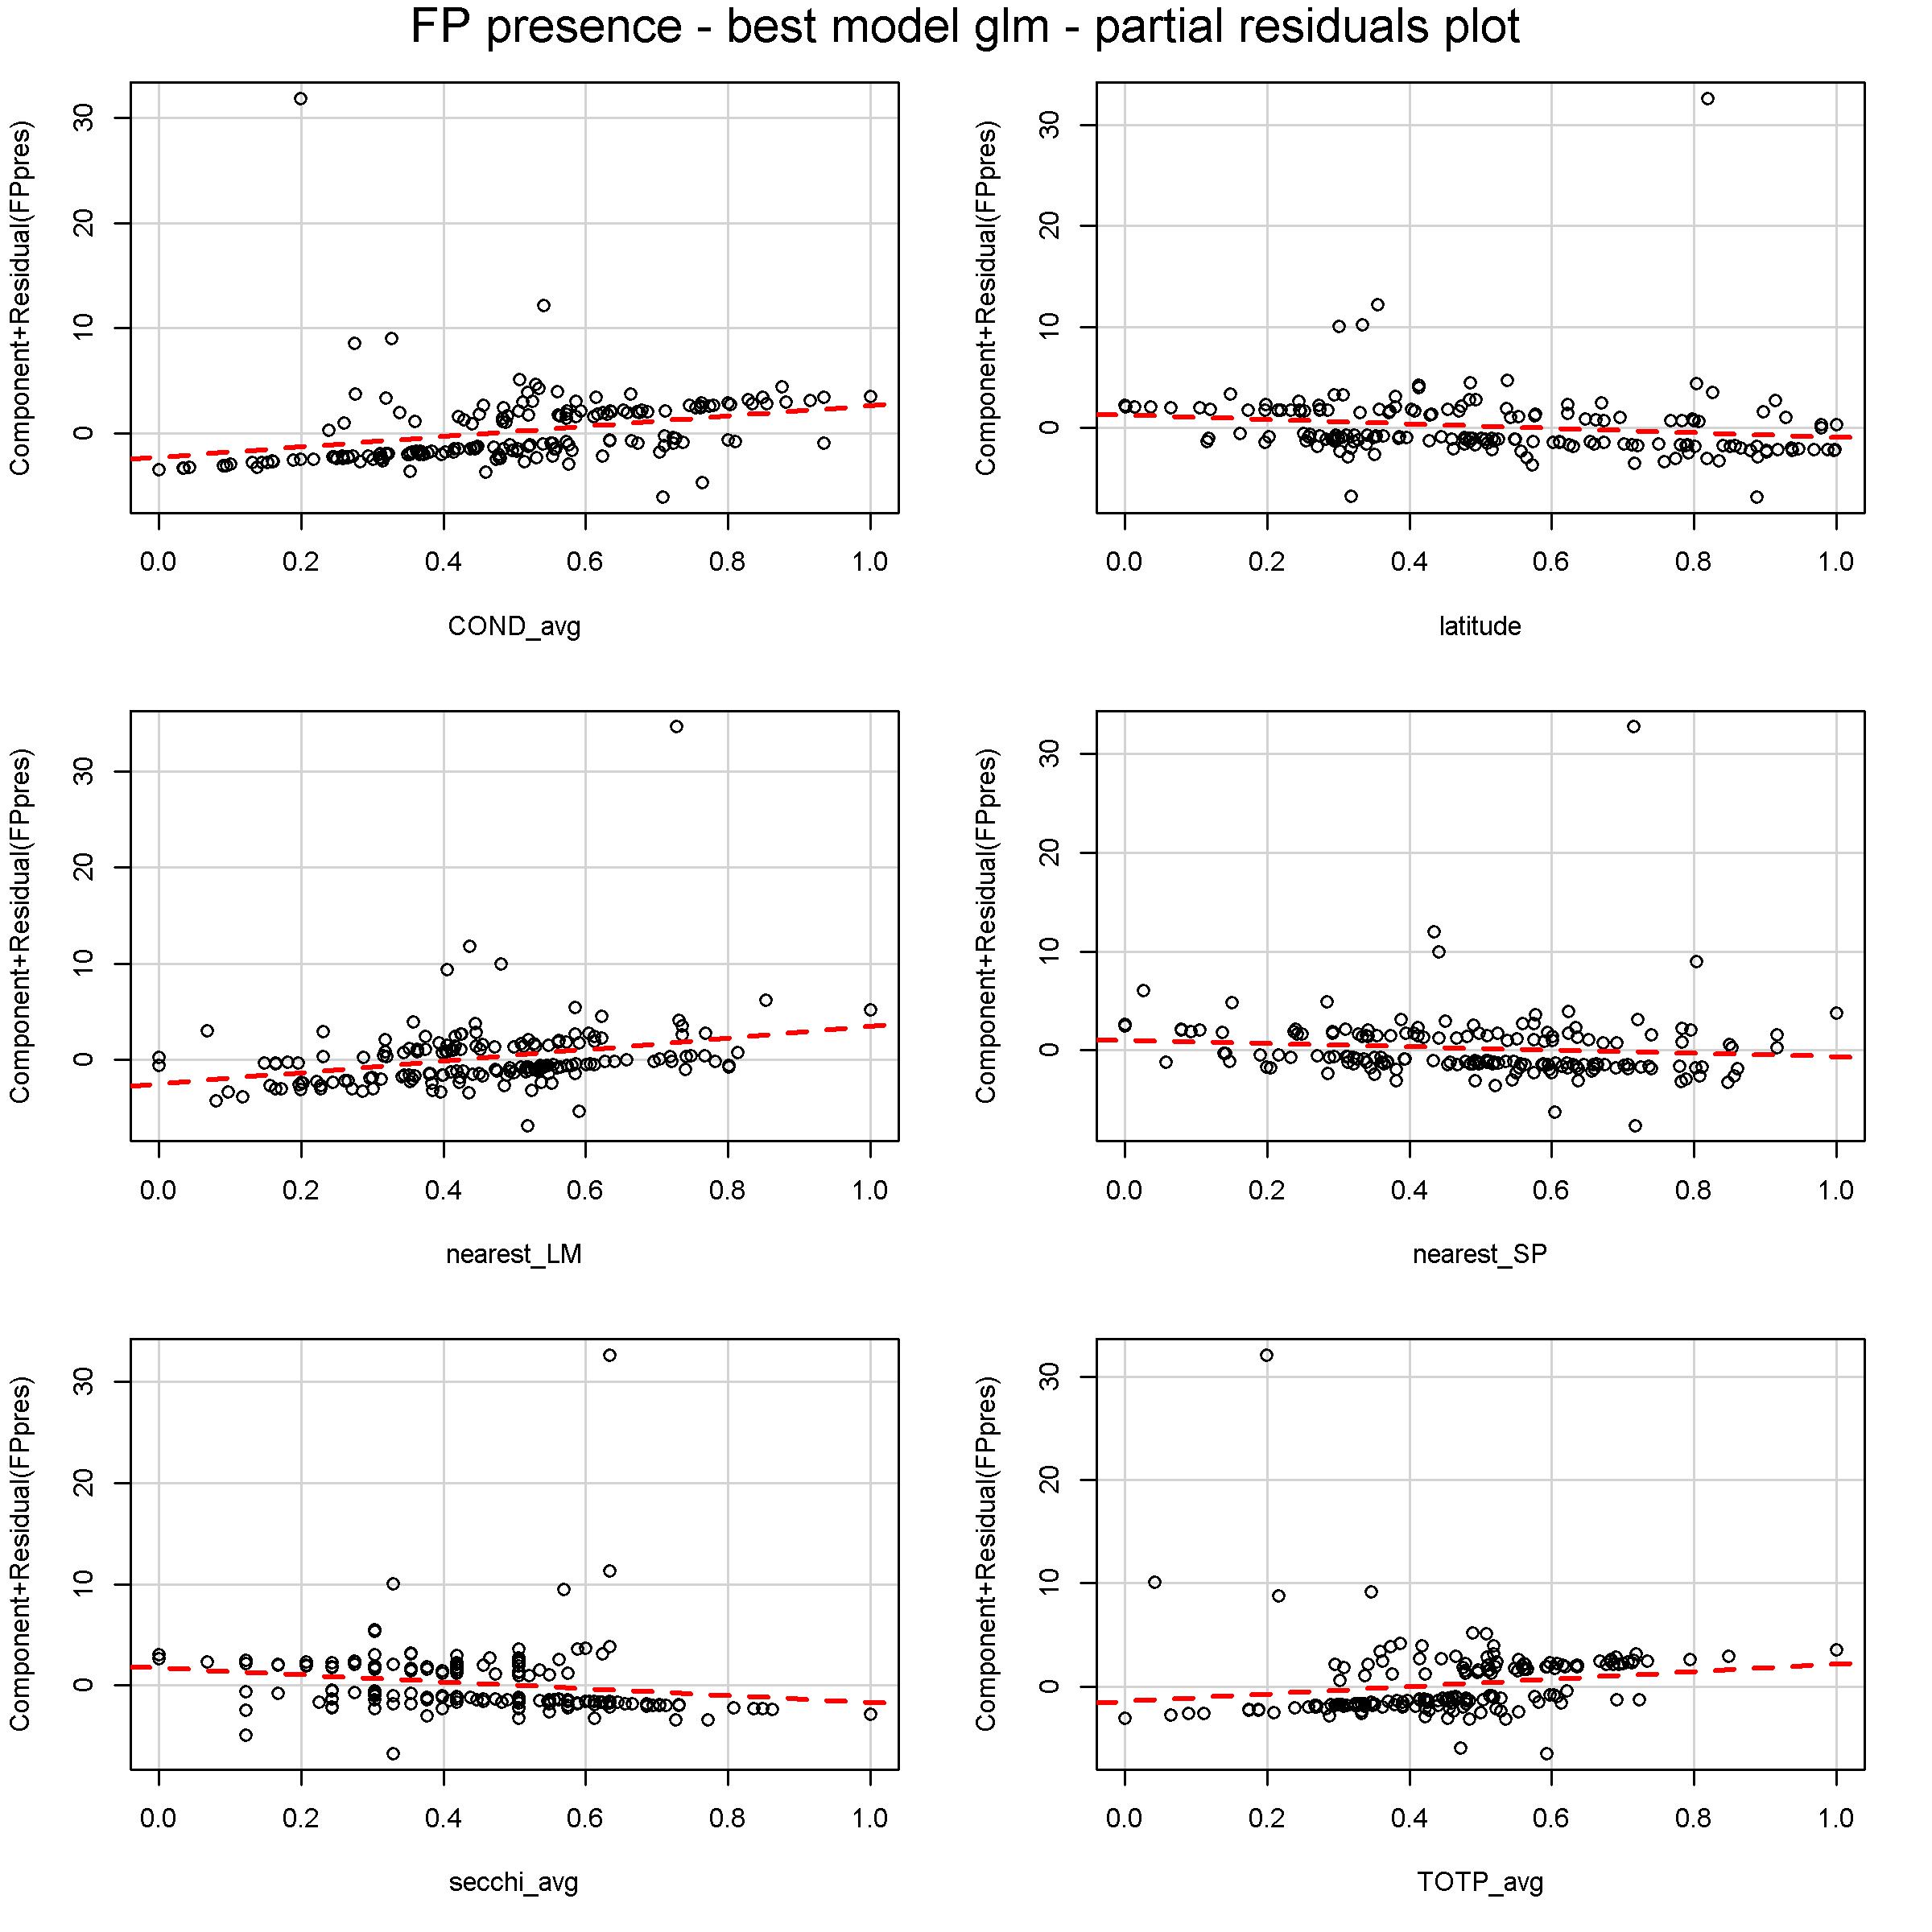 FP presence - best model glm - partial residuals plot
Component+Residual(FPpres)
30
20
10
0
0.0 0.2 0.4 0.6 0.8 1.0
COND_avg
Component+Residual(FPpres)
30
20
10
0
0.0 0.2 0.4 0.6 0.8 1.0
latitude
Component+Residual(FPpres)
30
20
10
0
0.0 0.2 0.4 0.6 0.8 1.0
nearest_LM
Component+Residual(FPpres)
30
20
10
0
0.0 0.2 0.4 0.6 0.8 1.0
nearest_SP
Component+Residual(FPpres)
30
20
10
0
0.0 0.2 0.4 0.6 0.8 1.0
secchi_avg
Component+Residual(FPpres)
30
20
10
0
0.0 0.2 0.4 0.6 0.8 1.0
TOTP_avg